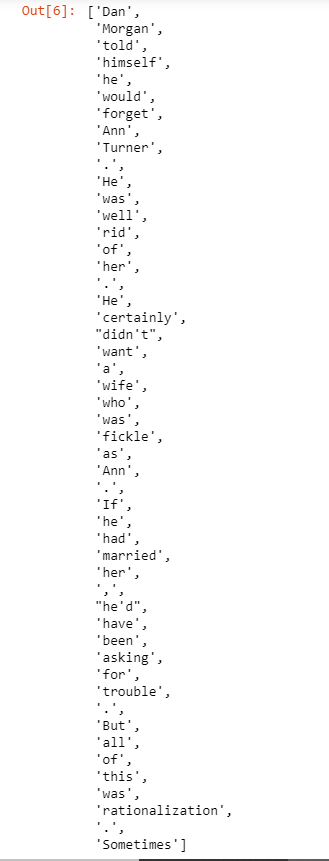 Out[6]: ['Dan',
'Morgan',
'told',
'himself',
'he',
'would',
'forget',
'Ann',
'Turner',
'.',
'He',
'was',
'well',
'rid',
'of',
'her',
'.',
'He',
'certainly',
"didn't",
'want',
'a',
'wife',
'who',
'was',
'fickle',
'as',
'Ann',
'.',
'If',
'he',
'had',
'married',
'her',
',',
"he'd",
'have',
'been',
'asking',
'for',
'trouble',
'.',
'But',
'all',
'of',
'this',
'was',
'rationalization',
'.',
'Sometimes']